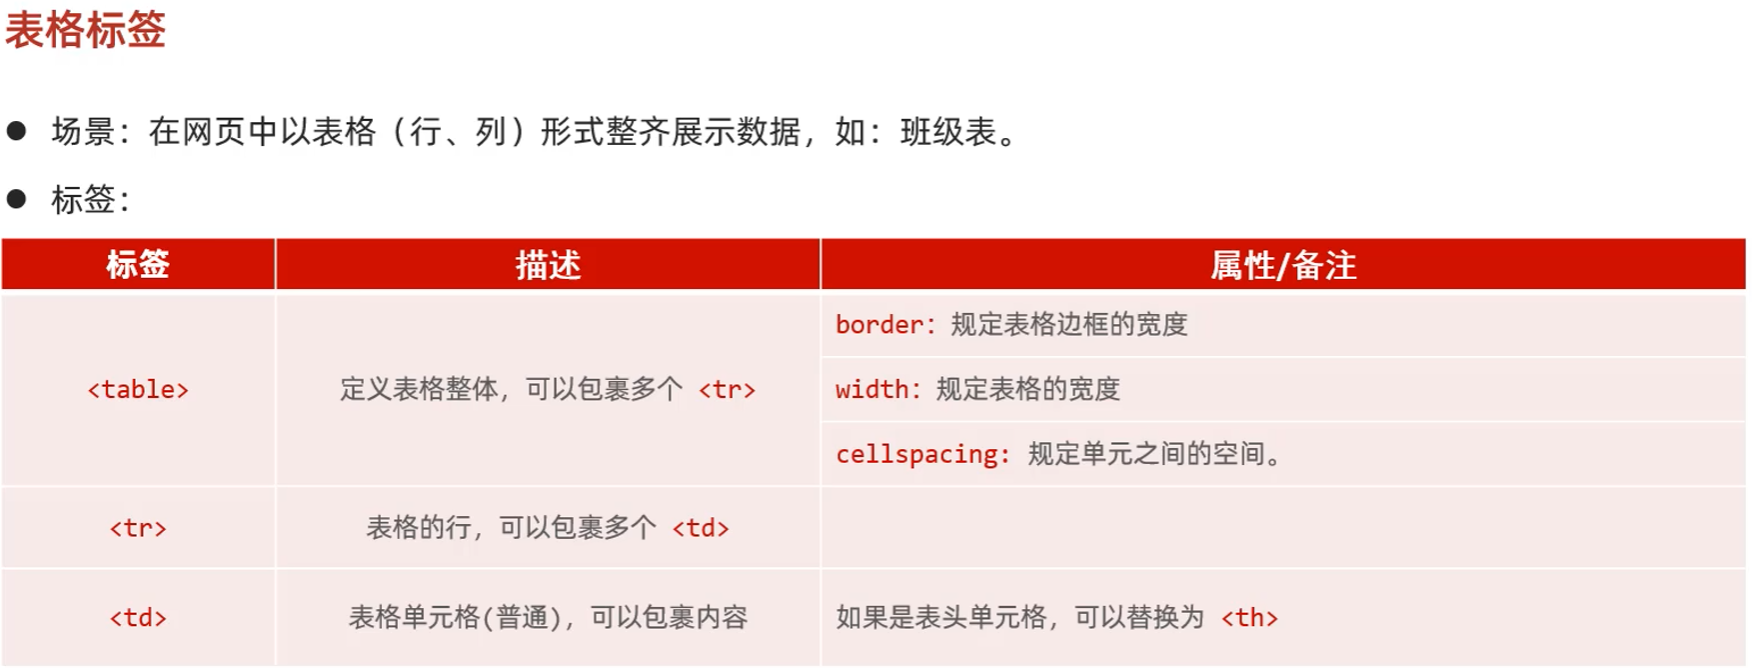 表格标签
● 场景：在网页中以表格（行、列）形式整齐展示数据，如：班级表。
● 标签：
标签 描述 属性/备注
<table> 定义表格整体，可以包裹多个 <tr> border：规定表格边框的宽度
width：规定表格的宽度
cellspacing: 规定单元之间的空间。
<tr> 表格的行，可以包裹多个 <td>
<td> 表格单元格(普通)，可以包裹内容 如果是表头单元格，可以替换为 <th>